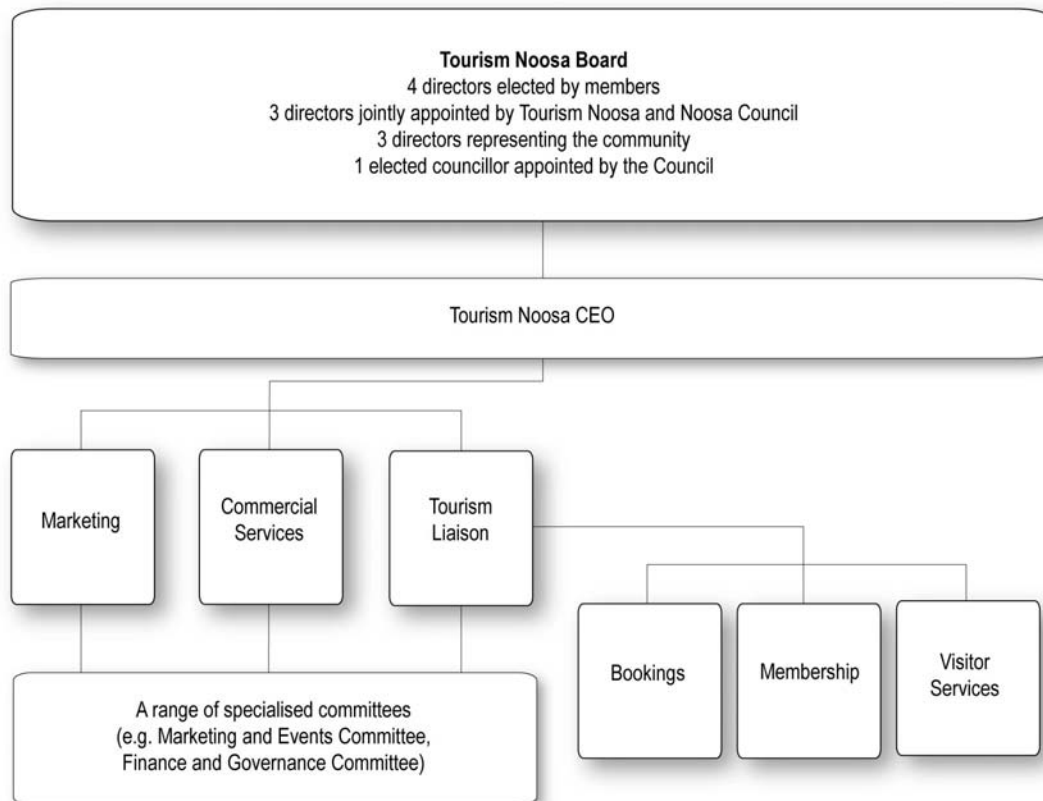 Tourism Noosa Board
4 directors elected by members
3 directors jointly appointed by Tourism Noosa and Noosa Council
3 directors representing the community
1 elected councillor appointed by the Council
Tourism Noosa CEO
Marketing
Commercial
Services
Tourism
Liaison
Bookings
Membership
Visitor
Services
A range of specialised committees
(e.g. Marketing and Events Committee,
Finance and Governance Committee)